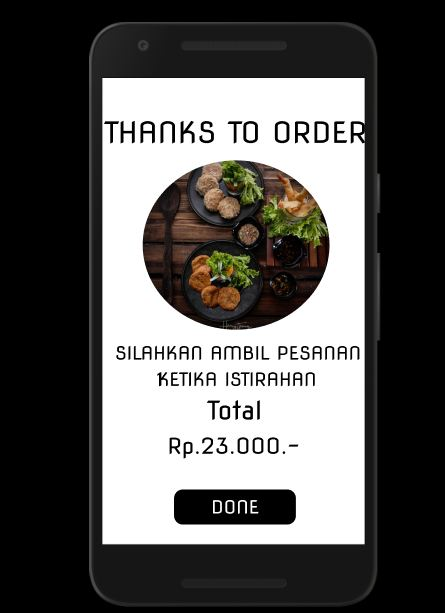 THANKS TO ORDER
SILAHKAN AMBIL PESANAN
KETIKA ISTIRAHAN
Total
Rp.23.000.-
DONE